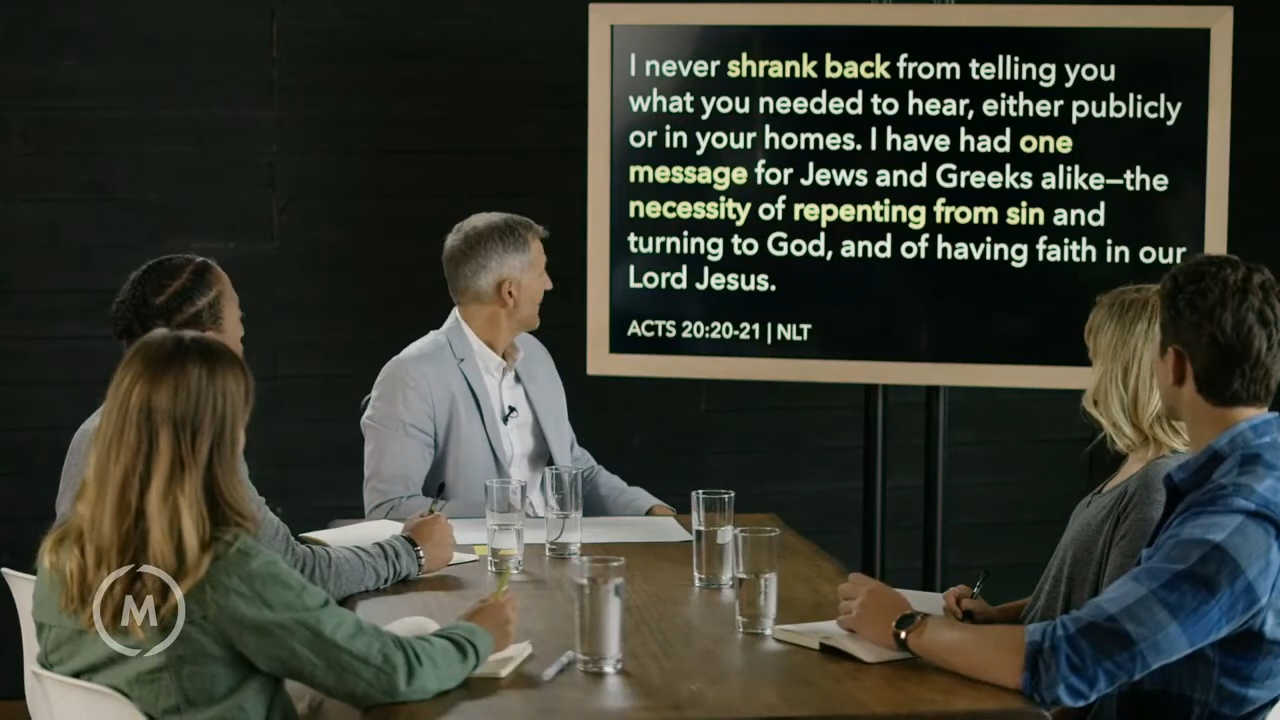 I never shrank back from telling you
what you needed to hear, either publicly
or in your homes. I have had one
message for Jews and Greeks alike—the
necessity of repenting from sin and
turning to God, and of having faith in our
Lord Jesus.
ACTS 20:20-21 | NLT
M